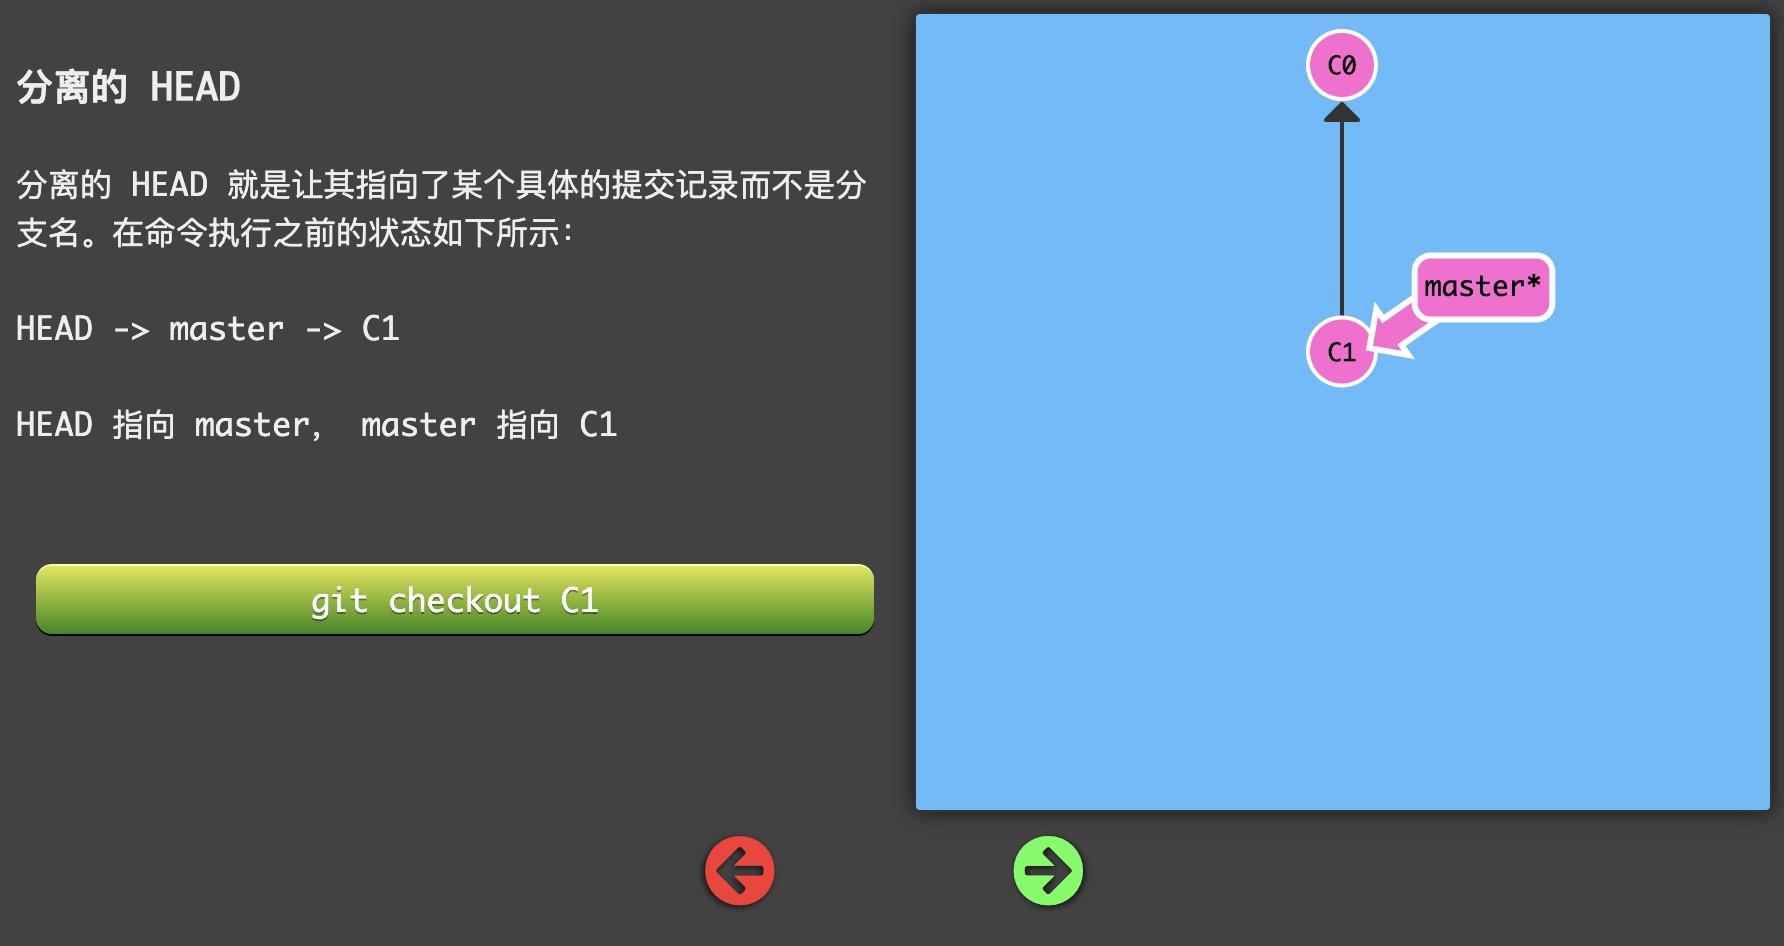 分离的 HEAD
分离的 HEAD 就是让其指向了某个具体的提交记录而不是分
支名。在命令执行之前的状态如下所示：
HEAD -> master -> C1
HEAD 指向 master， master 指向 C1
git checkout C1
C0
master*
C1